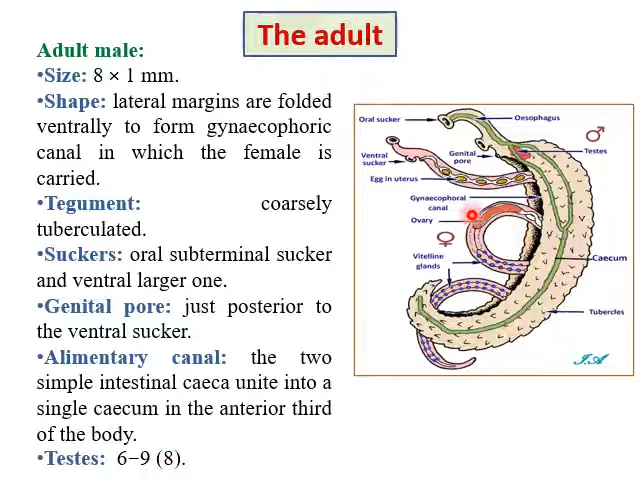 The adult
Adult male:
•Size: 8 × 1 mm.
•Shape: lateral margins are folded
ventrally to form gynaecophoric
canal in which the female is
carried.
•Tegument: coarsely
tuberculated.
•Suckers: oral subterminal sucker
and ventral larger one.
•Genital pore: just posterior to
the ventral sucker.
•Alimentary canal: the two
simple intestinal caeca unite into a
single caecum in the anterior third
of the body.
•Testes: 6–9 (8).
Oral sucker
Oesophagus
♂
Ventral
sucker
Genital
pore
Testes
Egg in uterus
Gynaecophoral
canal
Ovary
♀
Vitelline
glands
Caecum
Tubercles
I.A